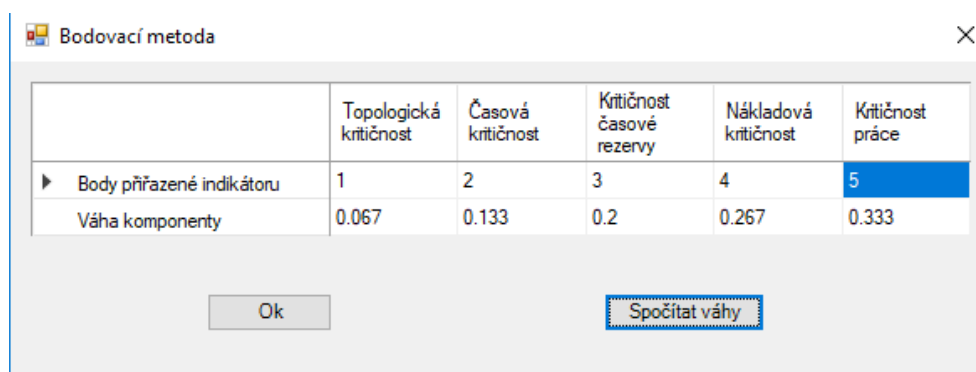 Bodovací metoda
Topologická kritičnost
Časová kritičnost
Kritičnost časové rezervy
Nákladová kritičnost
Kritičnost práce
Body přiřazené indikátoru 1 2 3 4 5
Váha komponenty 0.067 0.133 0.2 0.267 0.333
Ok Spočítat váhy